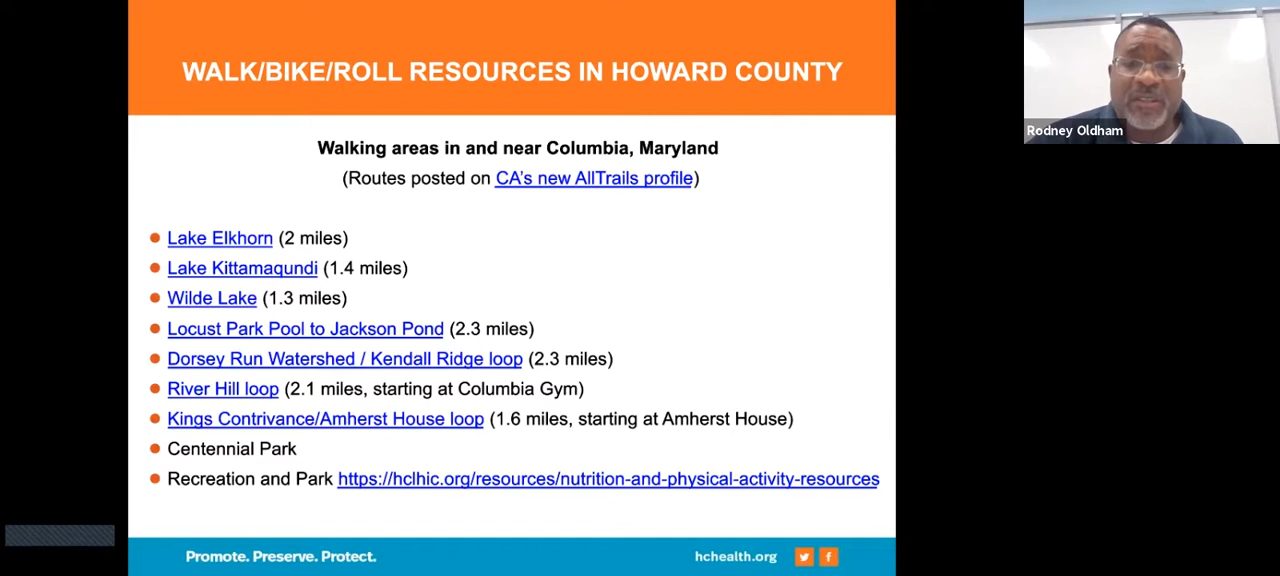 WALK/BIKE/ROLL RESOURCES IN HOWARD COUNTY
Rodney Oldham
Walking areas in and near Columbia, Maryland
(Routes posted on CA's new AllTrails profile)
Lake Elkhorn (2 miles)
Lake Kittamaqundi (1.4 miles)
Wilde Lake (1.3 miles)
Locust Park Pool to Jackson Pond (2.3 miles)
Dorsey Run Watershed / Kendall Ridge loop (2.3 miles)
River Hill loop (2.1 miles, starting at Columbia Gym)
Kings Contrivance/Amherst House loop (1.6 miles, starting at Amherst House)
Centennial Park
Recreation and Park https://hclhic.org/resources/nutrition-and-physical-activity-resources
Promote. Preserve. Protect.
hchealth.org